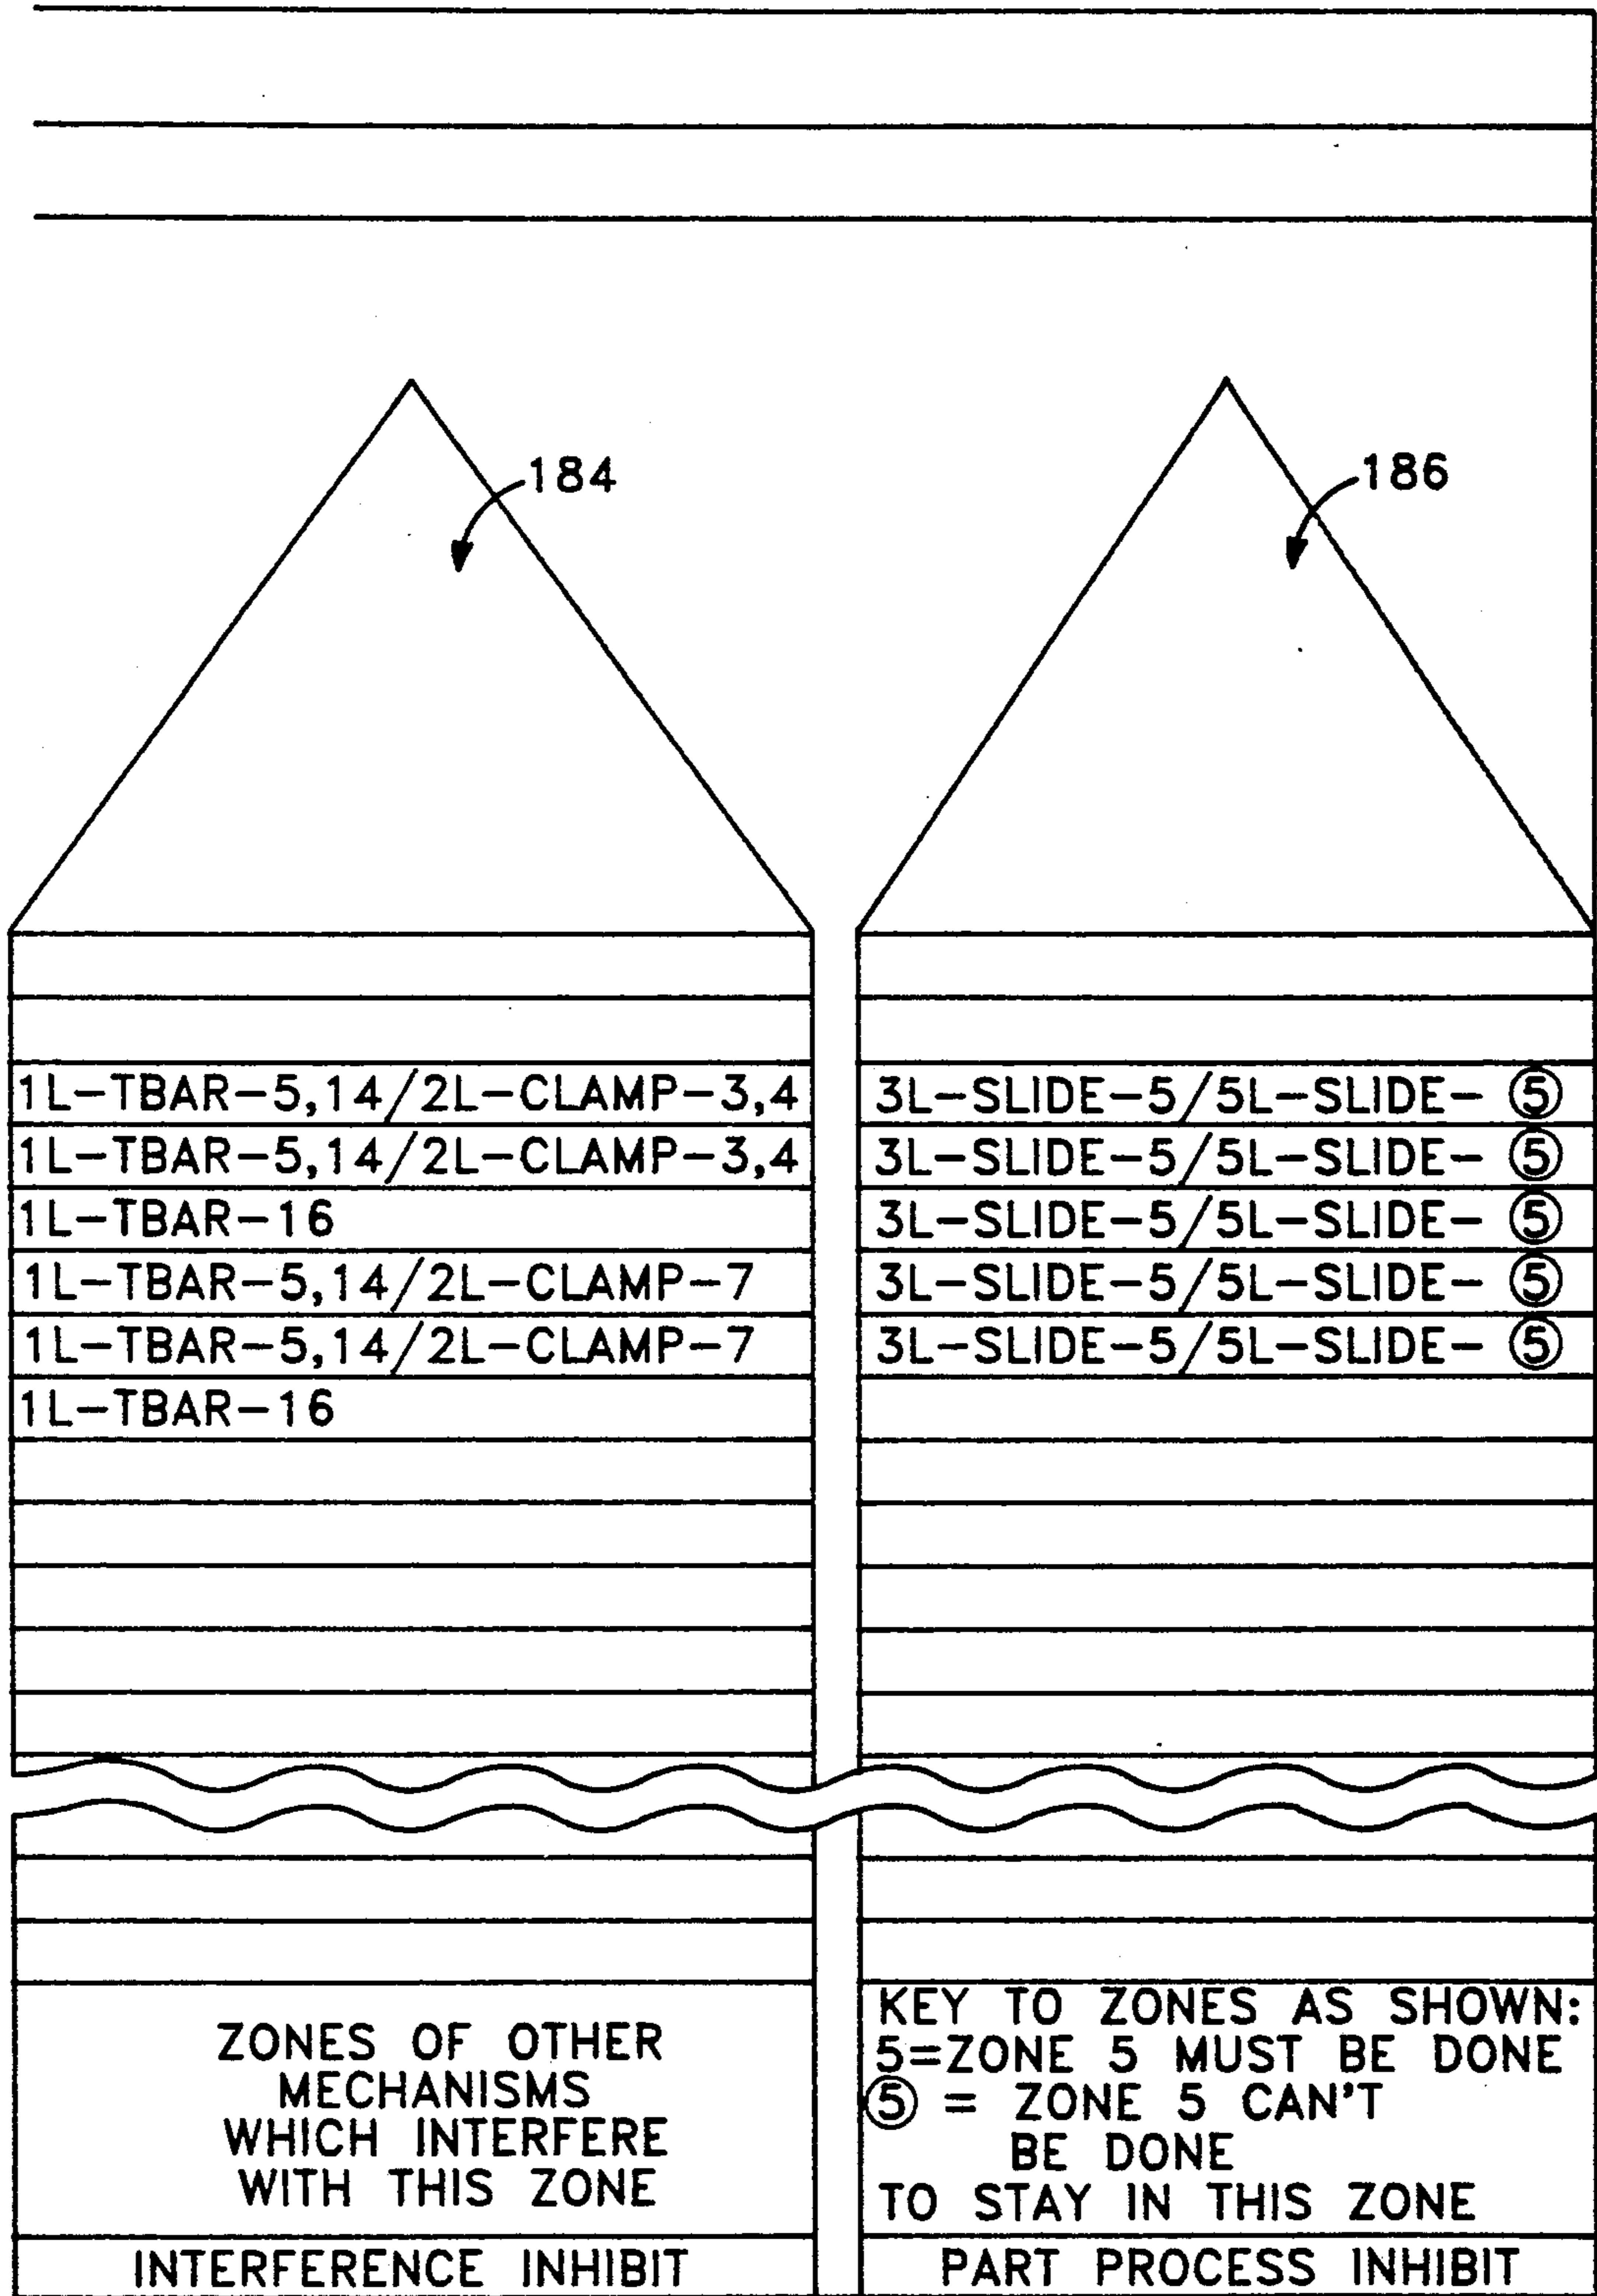 184
186
1L-TBAR-5,14/2L-CLAMP-3,4
1L-TBAR-5,14/2L-CLAMP-3,4
1L-TBAR-16
1L-TBAR-5,14/2L-CLAMP-7
1L-TBAR-5,14/2L-CLAMP-7
1L-TBAR-16
3L-SLIDE-5/5L-SLIDE- ⑤
3L-SLIDE-5/5L-SLIDE- ⑤
3L-SLIDE-5/5L-SLIDE- ⑤
3L-SLIDE-5/5L-SLIDE- ⑤
3L-SLIDE-5/5L-SLIDE- ⑤
ZONES OF OTHER
MECHANISMS
WHICH INTERFERE
WITH THIS ZONE
INTERFERENCE INHIBIT
KEY TO ZONES AS SHOWN:
5=ZONE 5 MUST BE DONE
⑤ = ZONE 5 CAN'T
BE DONE
TO STAY IN THIS ZONE
PART PROCESS INHIBIT